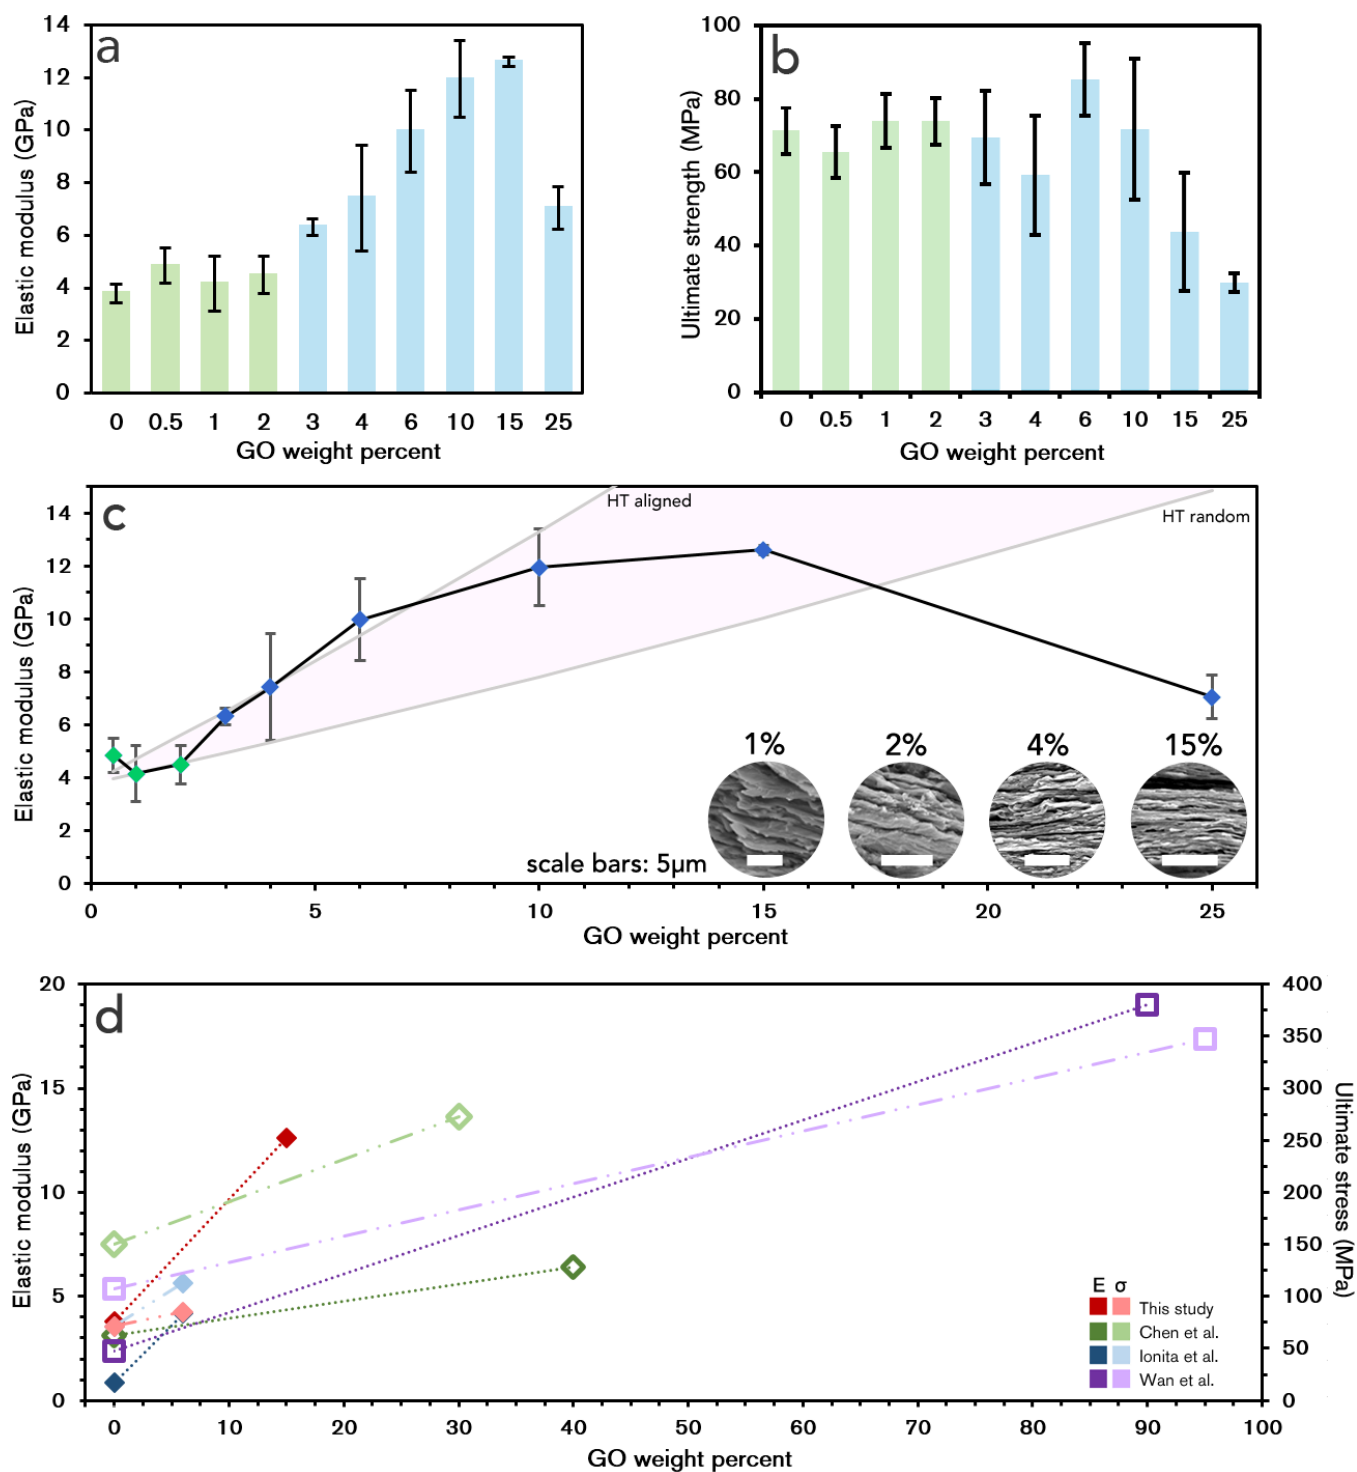 a
14
12
10
8
6
4
2
0
Elastic modulus (GPa)
0 0.5 1 2 3 4 6 10 15 25
GO weight percent
b
100
80
60
40
20
0
Ultimate strength (MPa)
0 0.5 1 2 3 4 6 10 15 25
GO weight percent
c
14
12
10
8
6
4
2
0
Elastic modulus (GPa)
HT aligned
HT random
1% 2% 4% 15%
scale bars: 5µm
0 5 10 15 20 25
GO weight percent
d
20
15
10
5
0
Elastic modulus (GPa)
400
350
300
250
200
150
100
50
0
Ultimate stress (MPa)
E σ
This study
Chen et al.
Ionita et al.
Wan et al.
0 10 20 30 40 50 60 70 80 90 100
GO weight percent